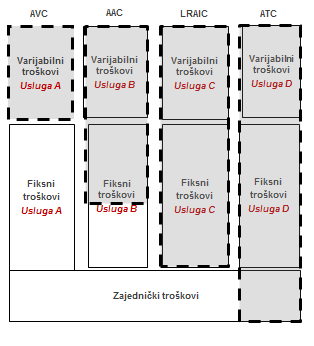 AVC AAC LRAIC ATC
Varijabilni
troškovi
Usluga A
Varijabilni
troškovi
Usluga B
Varijabilni
troškovi
Usluga C
Varijabilni
troškovi
Usluga D
Fiksni
troškovi
Usluga A
Fiksni
troškovi
Usluga B
Fiksni
troškovi
Usluga C
Fiksni
troškovi
Usluga D
Zajednički troškovi